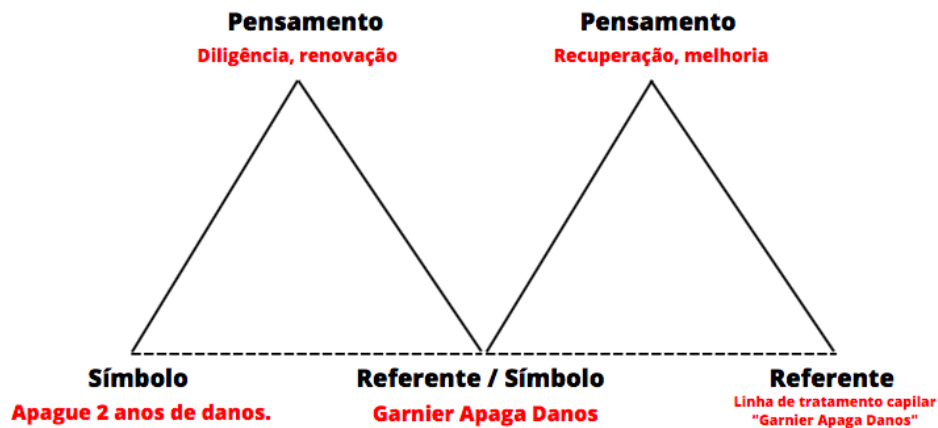 Pensamento
Diligência, renovação
Pensamento
Recuperação, melhoria
Símbolo
Apague 2 anos de danos.
Referente / Símbolo
Garnier Apaga Danos
Referente
Linha de tratamento capilar
"Garnier Apaga Danos"